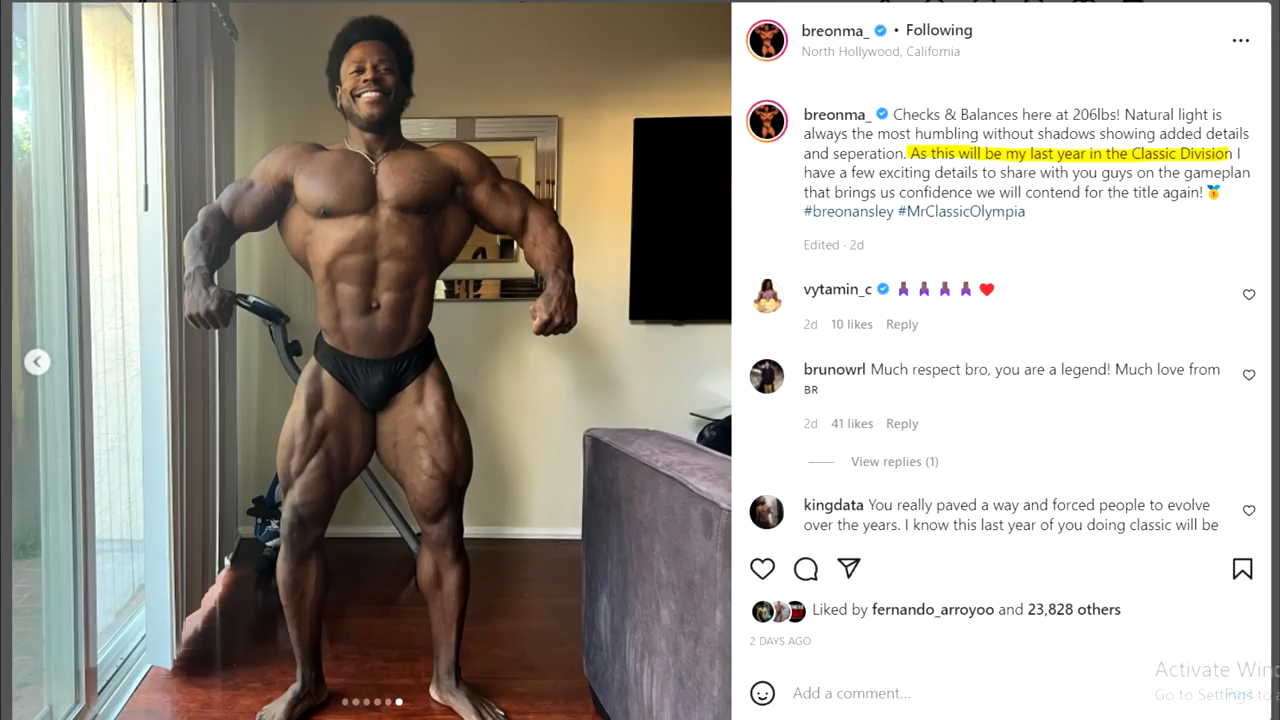 breonma_ • Following
North Hollywood, California
breonma_ Checks & Balances here at 206lbs! Natural light is
always the most humbling without shadows showing added details
and seperation. As this will be my last year in the Classic Division I
have a few exciting details to share with you guys on the gameplan
that brings us confidence we will contend for the title again!🥇
#breonansley #MrClassicOlympia
Edited · 2d
vytamin_c 🧘🏾‍♀️ 🧘🏾‍♀️ 🧘🏾‍♀️ 🧘🏾‍♀️ ❤️
2d 10 likes Reply
brunowrl Much respect bro, you are a legend! Much love from
BR
2d 41 likes Reply
View replies (1)
kingdata You really paved a way and forced people to evolve
over the years. I know this last year of you doing classic will be
Liked by fernando_arroyoo and 23,828 others
2 DAYS AGO
Add a comment...
Post
Activate Win
Go to Settings to a